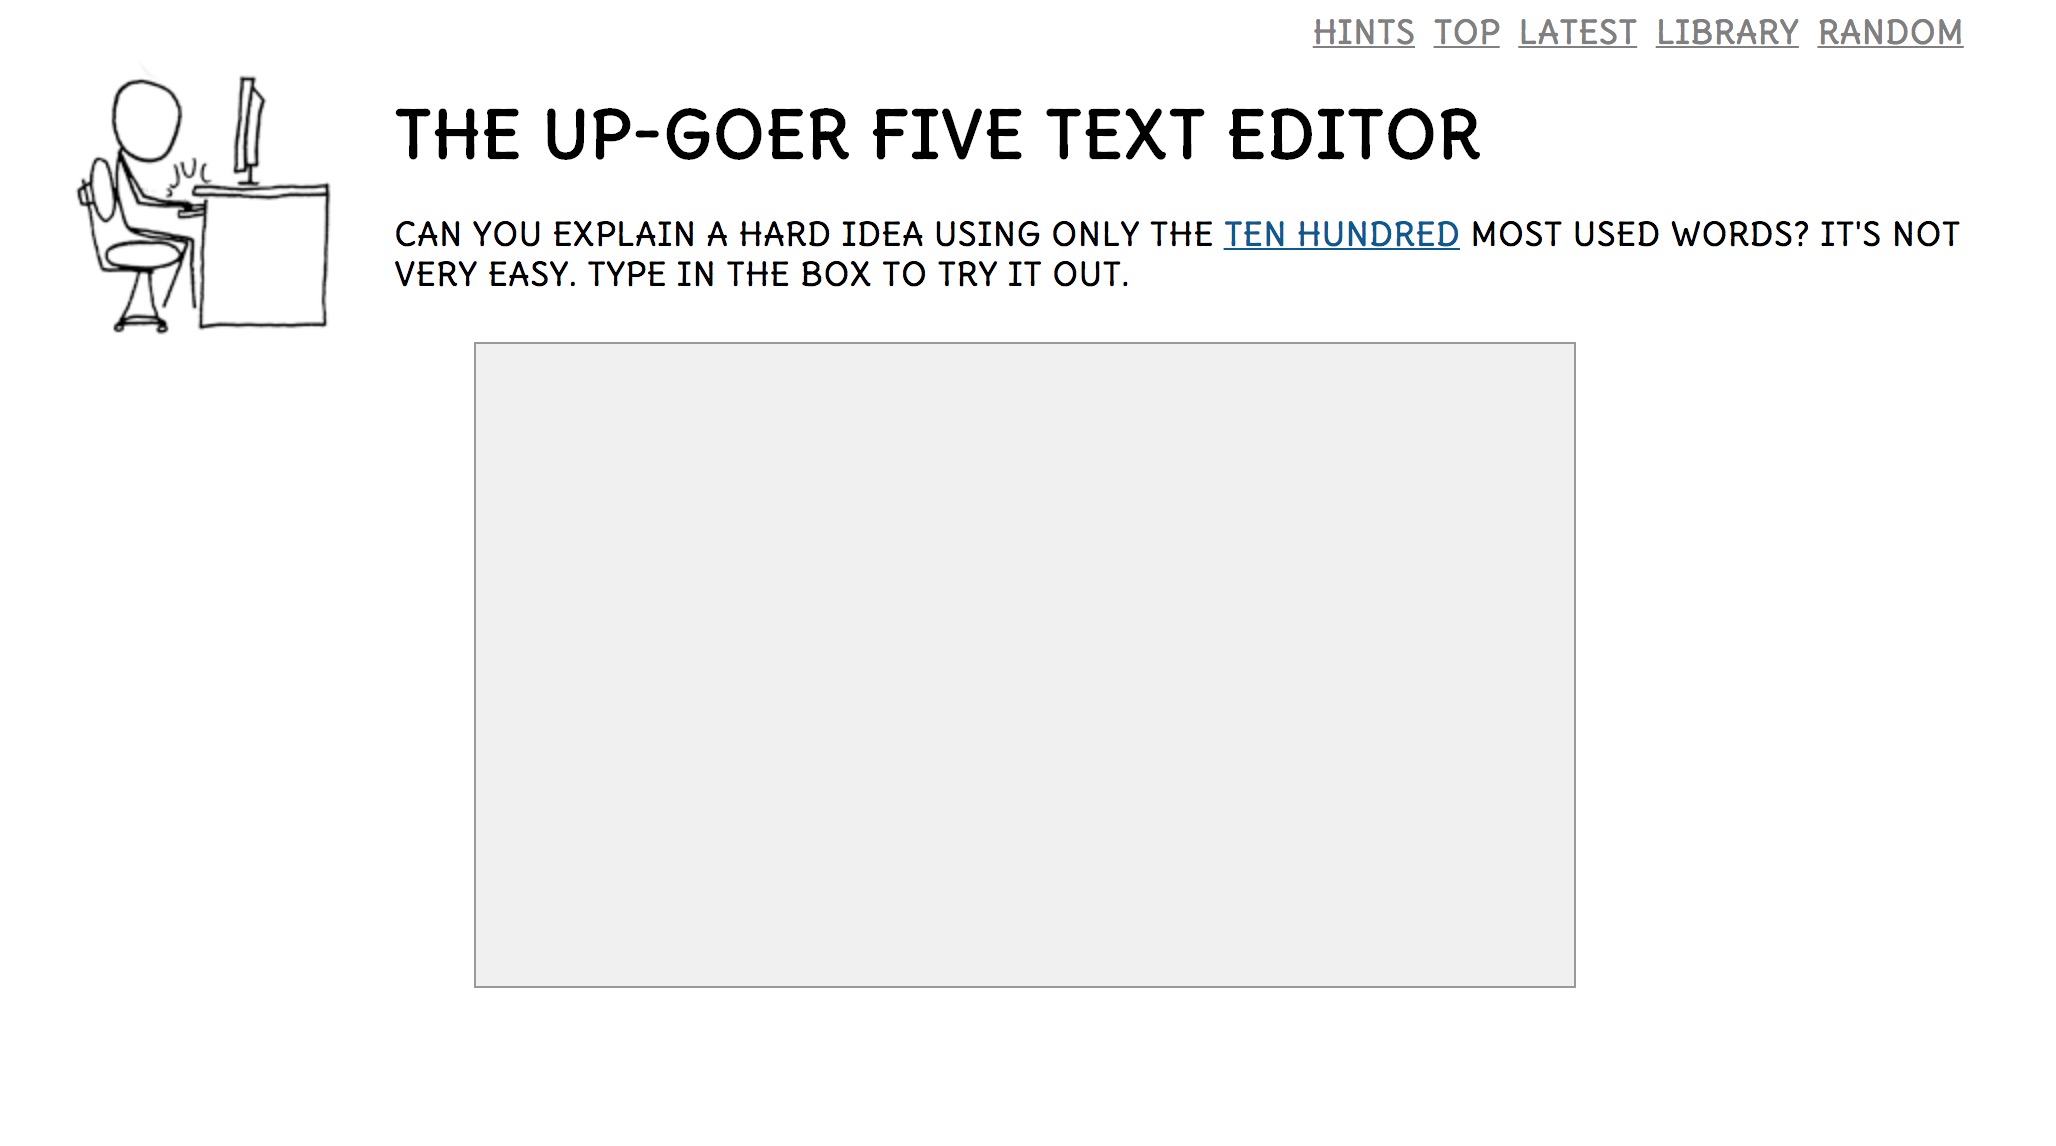 HINTS TOP LATEST LIBRARY RANDOM
THE UP-GOER FIVE TEXT EDITOR
CAN YOU EXPLAIN A HARD IDEA USING ONLY THE TEN HUNDRED MOST USED WORDS? IT'S NOT
VERY EASY. TYPE IN THE BOX TO TRY IT OUT.